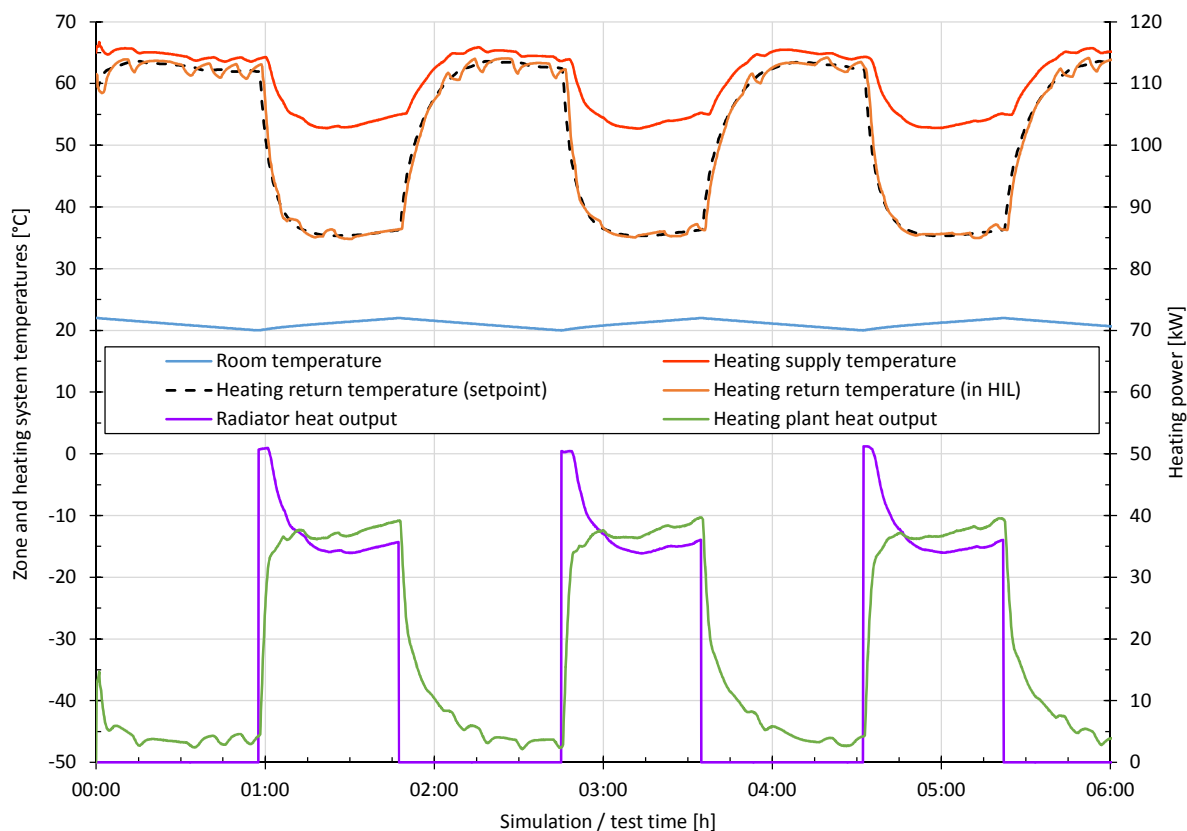 70
60
50
40
30
20
10
0
-10
-20
-30
-40
-50
Zone and heating system temperatures [°C]
120
110
100
90
80
70
60
50
40
30
20
10
0
Heating power [kW]
Room temperature
Heating supply temperature
Heating return temperature (setpoint)
Heating return temperature (in HIL)
Radiator heat output
Heating plant heat output
00:00 01:00 02:00 03:00 04:00 05:00 06:00
Simulation / test time [h]